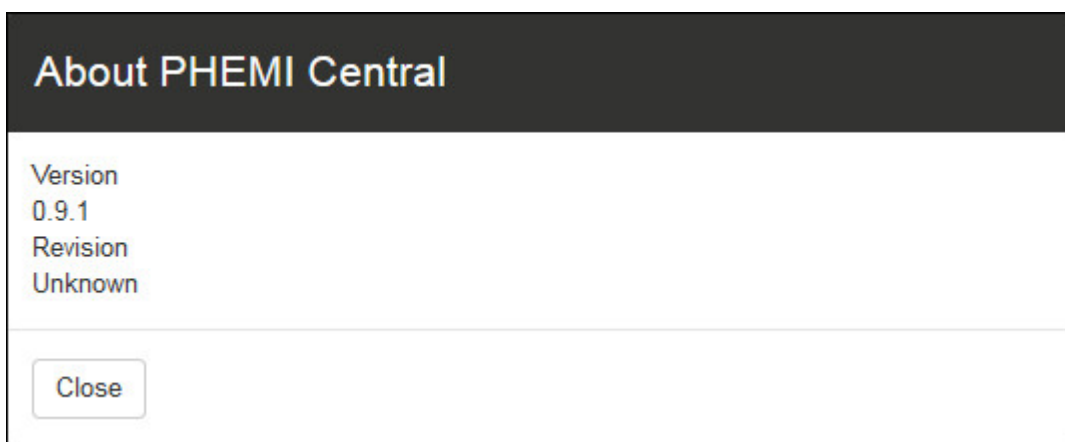 About PHEMI Central
Version
0.9.1
Revision
Unknown
Close